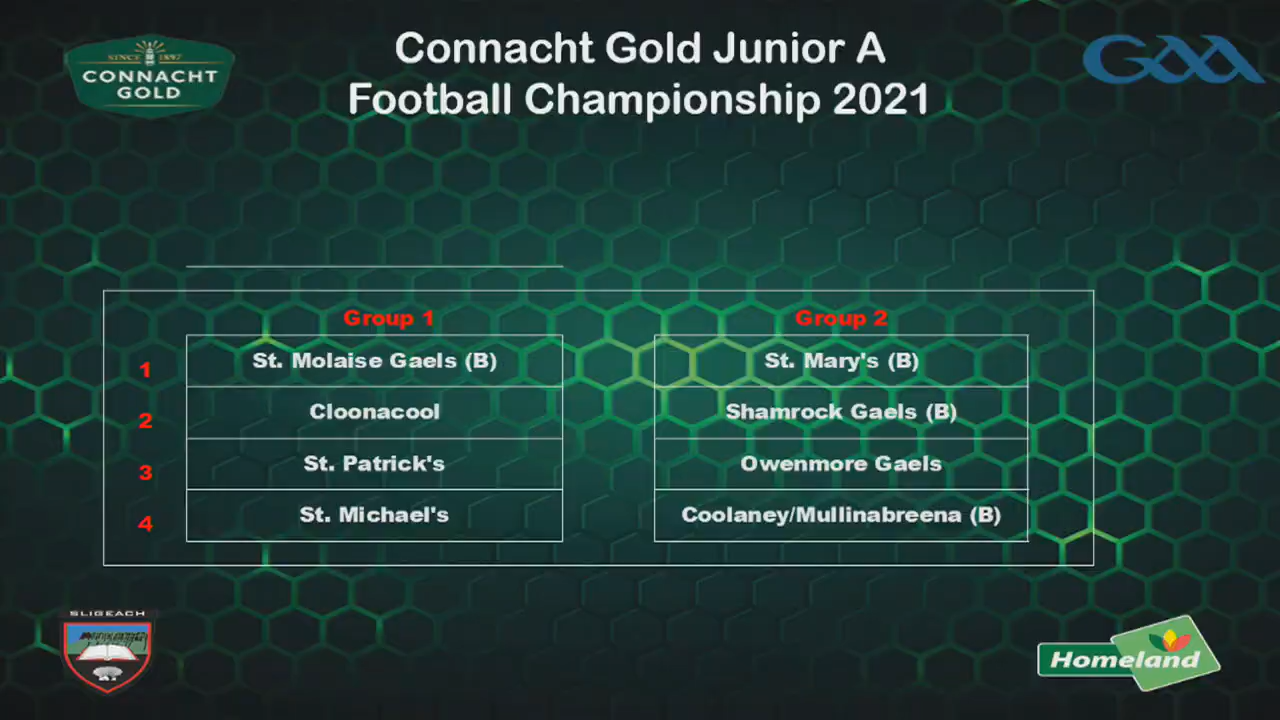 Connacht Gold Junior A
Football Championship 2021
SINCE 1897
CONNACHT
GOLD
GAA
Group 1
Group 2
1
St. Molaise Gaels (B)
St. Mary's (B)
2
Cloonacool
Shamrock Gaels (B)
3
St. Patrick's
Owenmore Gaels
4
St. Michael's
Coolaney/Mullinabreena (B)
SLIGEACH
Homeland